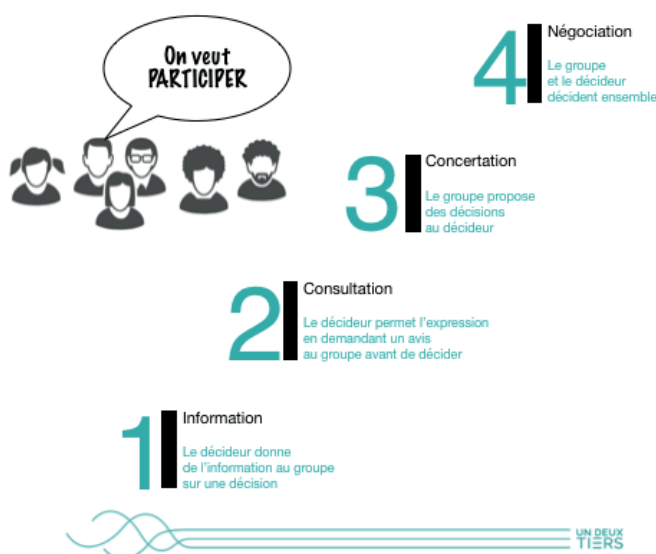 On veut
PARTICIPER
4
Négociation
Le groupe
et le décideur
décident ensemble
3
Concertation
Le groupe propose
des décisions
au décideur
2
Consultation
Le décideur permet l'expression
en demandant un avis
au groupe avant de décider
1
Information
Le décideur donne
de l'information au groupe
sur une décision
UN DEUX
TIERS